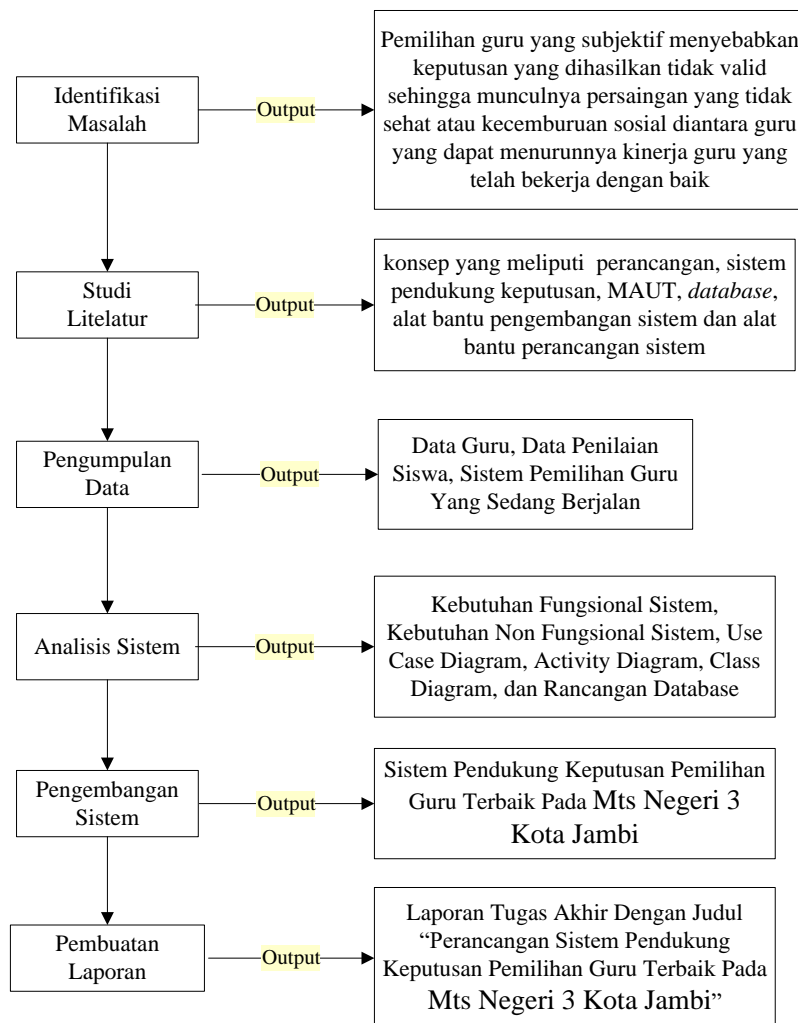 Identifikasi
Masalah
Output
Pemilihan guru yang subjektif menyebabkan
keputusan yang dihasilkan tidak valid
sehingga munculnya persaingan yang tidak
sehat atau kecemburuan sosial diantara guru
yang dapat menurunnya kinerja guru yang
telah bekerja dengan baik
Studi
Litelatur
Output
konsep yang meliputi perancangan, sistem
pendukung keputusan, MAUT, database,
alat bantu pengembangan sistem dan alat
bantu perancangan sistem
Pengumpulan
Data
Output
Data Guru, Data Penilaian
Siswa, Sistem Pemilihan Guru
Yang Sedang Berjalan
Analisis Sistem
Output
Kebutuhan Fungsional Sistem,
Kebutuhan Non Fungsional Sistem, Use
Case Diagram, Activity Diagram, Class
Diagram, dan Rancangan Database
Pengembangan
Sistem
Output
Sistem Pendukung Keputusan Pemilihan
Guru Terbaik Pada Mts Negeri 3
Kota Jambi
Pembuatan
Laporan
Output
Laporan Tugas Akhir Dengan Judul
“Perancangan Sistem Pendukung
Keputusan Pemilihan Guru Terbaik Pada
Mts Negeri 3 Kota Jambi”